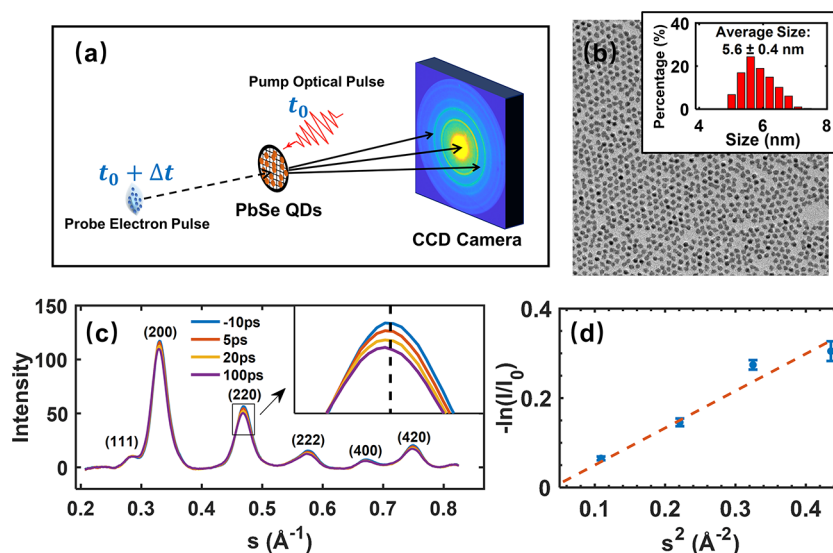 (a)
Pump Optical Pulse
t₀
t₀ + Δt
Probe Electron Pulse
PbSe QDs
CCD Camera
(b)
Average Size:
5.6 ± 0.4 nm
Percentage (%)
40
20
0
4 6 8
Size (nm)
(c)
Intensity
150
100
50
0
0.2 0.3 0.4 0.5 0.6 0.7 0.8
s (Å⁻¹)
(111)
(200)
(220)
(222)
(400)
(420)
-10ps
5ps
20ps
100ps
(d)
-ln(I/I₀)
0.4
0.2
0
0.1 0.2 0.3 0.4
s² (Å⁻²)